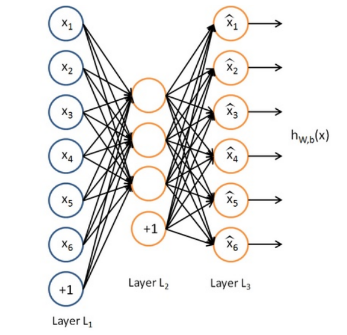 x₁
x₂
x₃
x₄
x₅
x₆
+1
Layer L₁
+1
Layer L₂
x̂₁
x̂₂
x̂₃
x̂₄
x̂₅
x̂₆
Layer L₃
h_W,b(x)